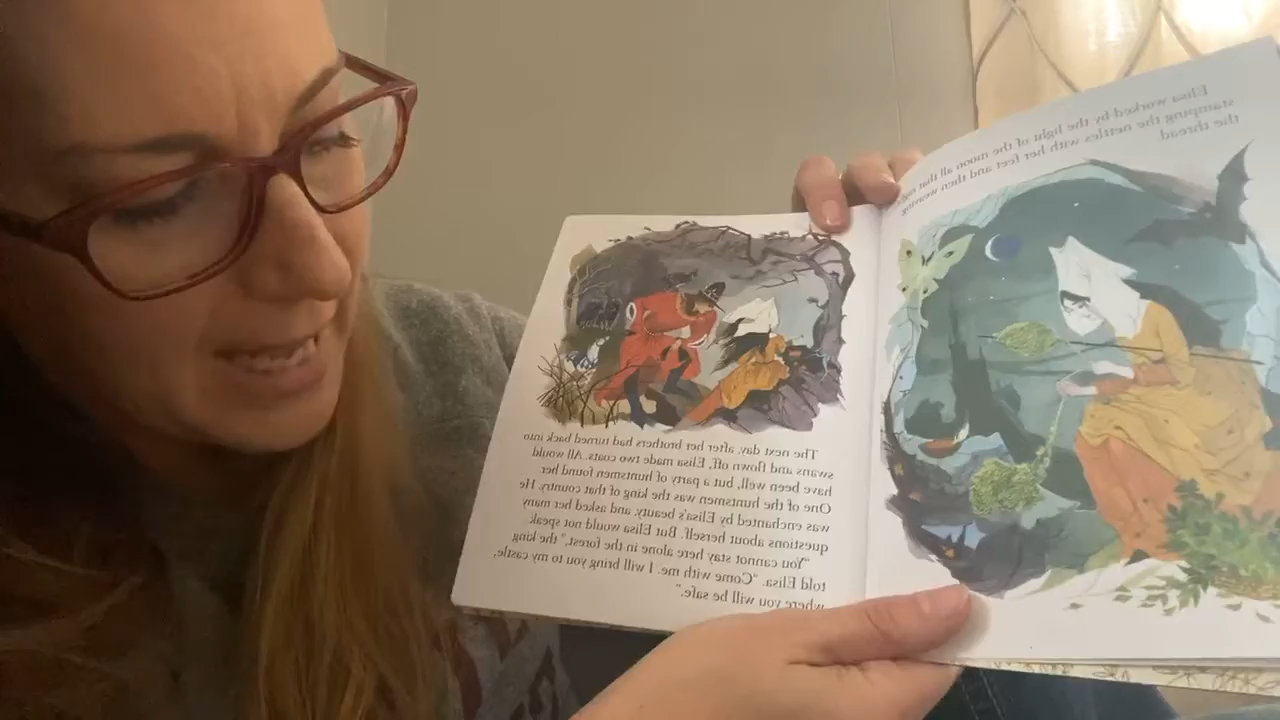 Elisa worked by the light of the moon all that night,
stamping the nettles with her feet and then weaving
the thread.
The next day, after her brothers had turned back into
swans and flown off, Elisa made two coats. All would
have been well, but a party of huntsmen found her.
One of the huntsmen was the king of that country. He
was enchanted by Elisa's beauty, and asked her many
questions about herself. But Elisa would not speak.
"You cannot stay here alone in the forest," the king
told Elisa. "Come with me. I will bring you to my castle,
where you will be safe."